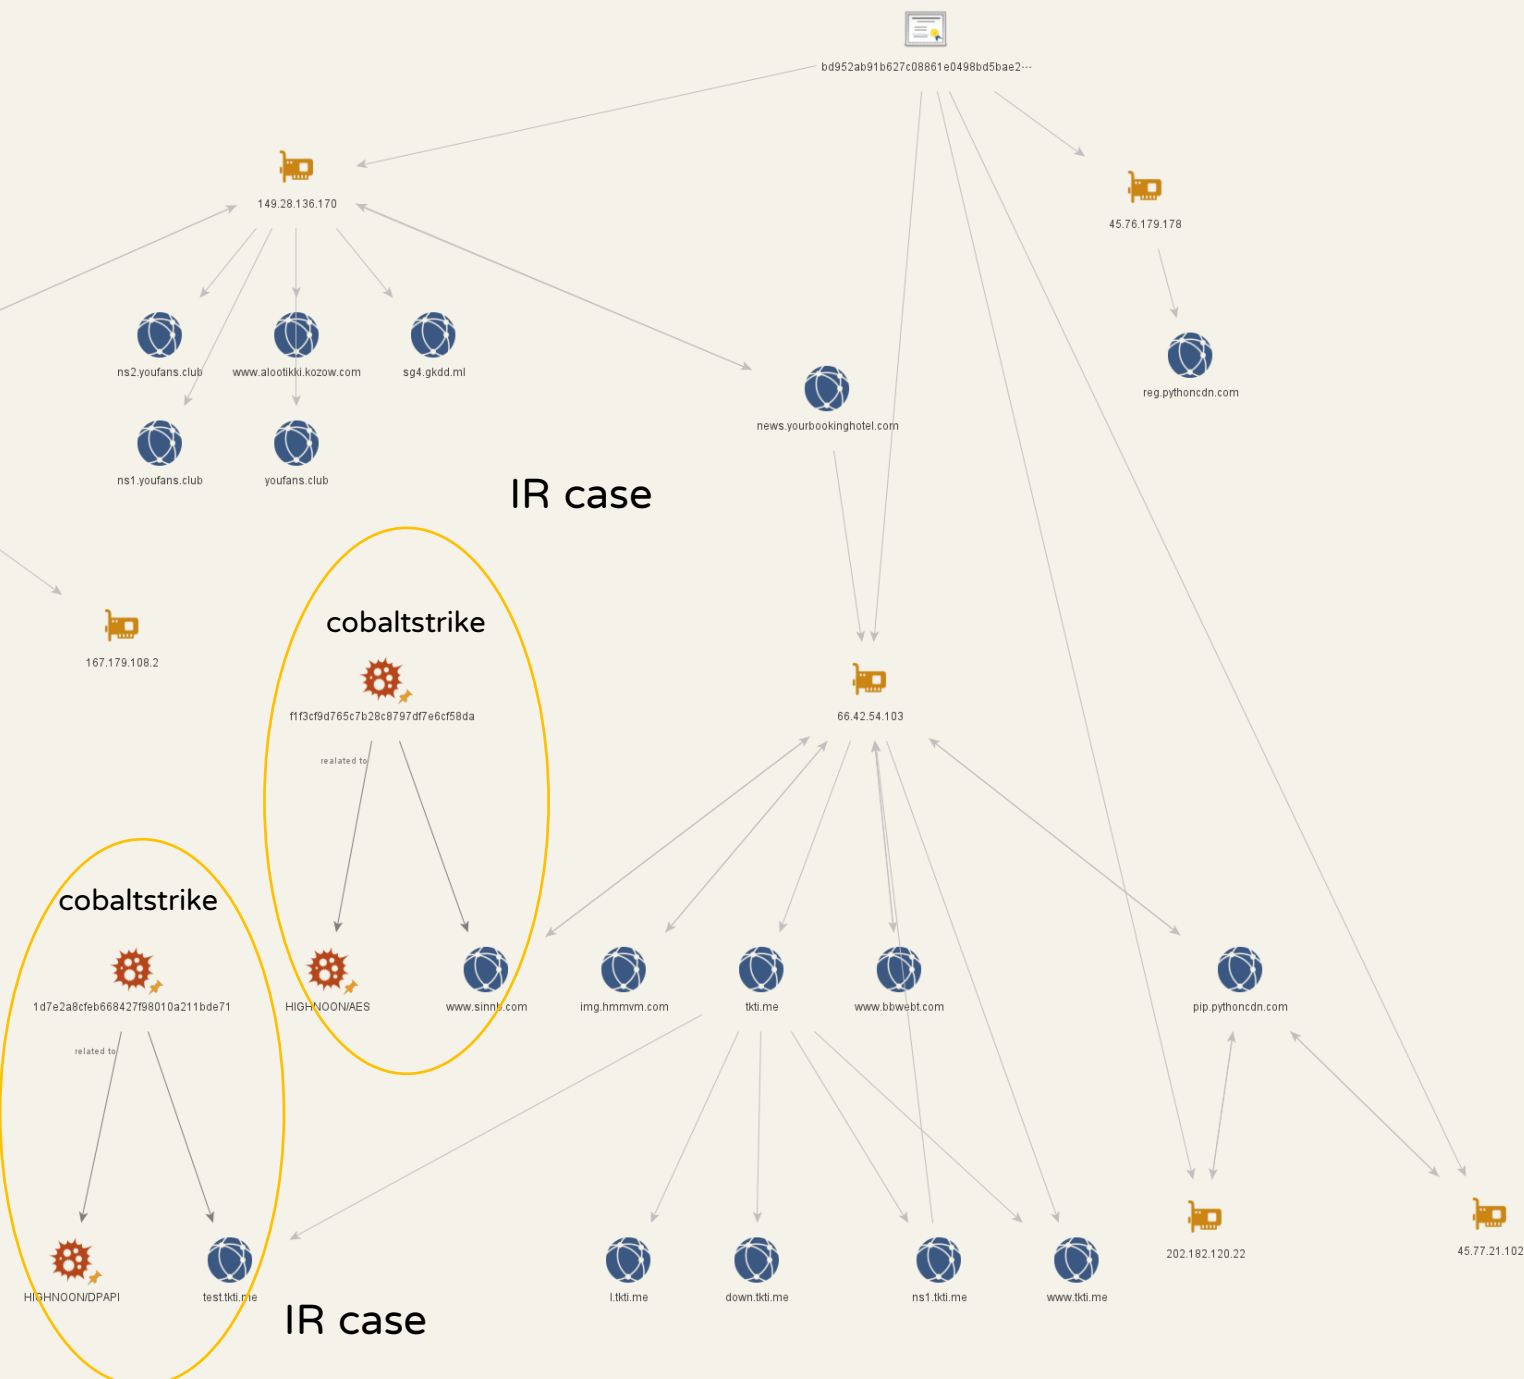 bd952ab91b627c08861e0498bd5bae2...
149.28.136.170
45.76.179.178
ns2.youfans.club
www.alootikki.kozow.com
sg4.gkdd.ml
reg.pythoncdn.com
news.yourbookinghotel.com
ns1.youfans.club
youfans.club
IR case
cobaltstrike
167.179.108.2
f1f3cf9d765c7b28c8797df7e6cf58da
66.42.54.103
realated to
cobaltstrike
1d7e2a8cfeb668427f98010a211bde71
HIGHNOON/AES
www.sinnb.com
img.hmmvm.com
tkti.me
www.bbwebt.com
pip.pythoncdn.com
related to
202.182.120.22
45.77.21.102
HIGHNOON/DPAPI
test.tkti.me
l.tkti.me
down.tkti.me
ns1.tkti.me
www.tkti.me
IR case